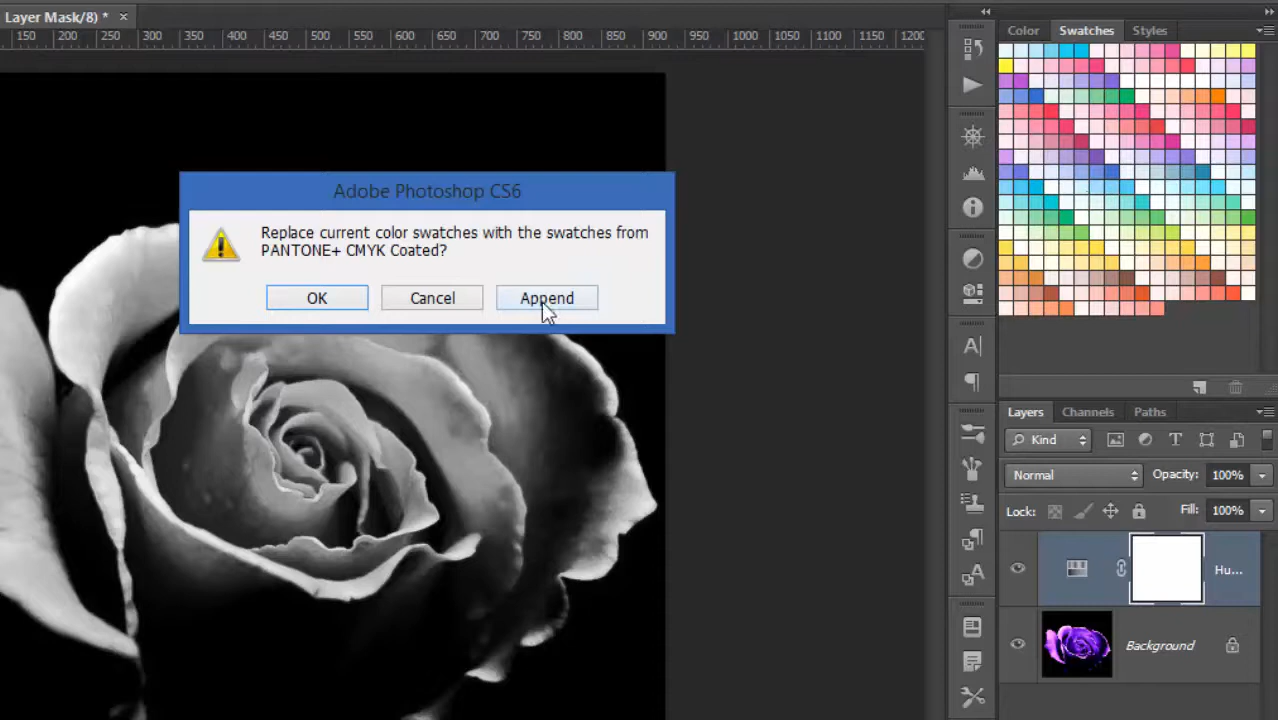 Layer Mask/8) *
150 200 250 300 350 400 450 500 550 600 650 700 750 800 850 900 950 1000 1050 1100 1150 1200
Color Swatches Styles
Adobe Photoshop CS6
Replace current color swatches with the swatches from
PANTONE+ CMYK Coated?
OK Cancel Append
Layers Channels Paths
Kind
Normal Opacity: 100%
Lock: Fill: 100%
Hu...
Background